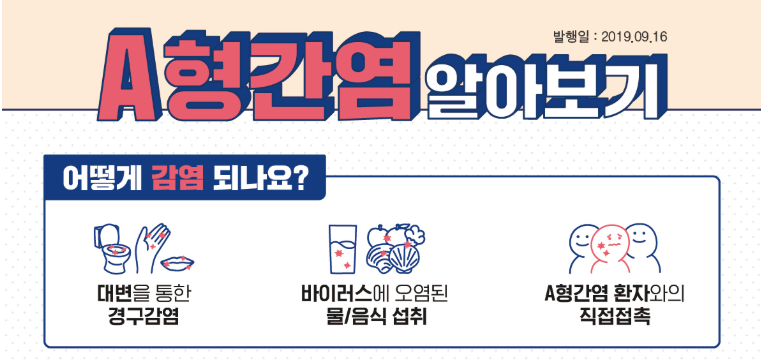 발행일 : 2019.09.16
A형간염 알아보기
어떻게 감염 되나요?
대변을 통한
경구감염
바이러스에 오염된
물/음식 섭취
A형간염 환자와의
직접접촉